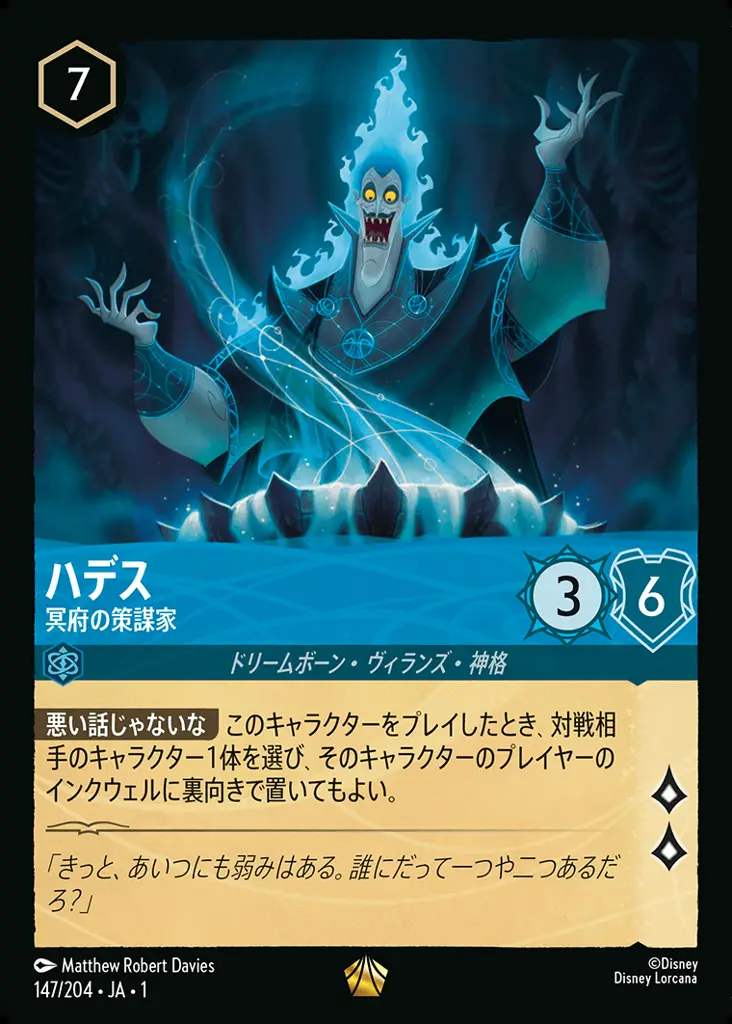 7
ハデス
冥府の策謀家
3
6
ドリームボーン・ヴィランズ・神格
悪い話じゃないな このキャラクターをプレイしたとき、対戦相
手のキャラクター1体を選び、そのキャラクターのプレイヤーの
インクウェルに裏向きで置いてもよい。
「きっと、あいつにも弱みはある。誰にだって一つや二つあるだ
ろ?」
Matthew Robert Davies
147/204・JA・1
©Disney
Disney Lorcana